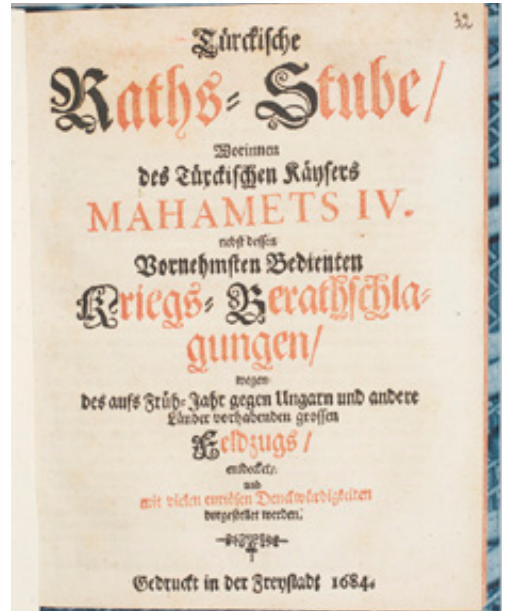 32
Türckische
Raths- Stube/
Worinnen
des Türckischen Käysers
MAHAMETS IV.
nebst dessen
Vornehmsten Bedienten
Kriegs- Berathschla-
gungen/
wegen
des aufs Früh-Jahr gegen Ungarn und andere
Länder vorhabenden grossen
Feldzugs /
entdecket/
und
mit vielen curiösen Denckwürdigkeiten
vorgestellet werden.
Gedruckt in der Freystadt 1684.